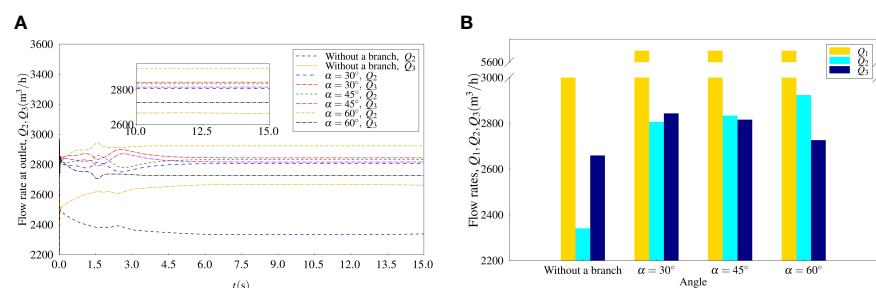 A
Flow rate at outlet, Q₂, Q₃(m³/h)
3600
3400
3200
3000
2800
2600
2400
2200
0.0 1.5 3.0 4.5 6.0 7.5 9.0 10.5 12.0 13.5 15.0
t(s)
2800
2600
10.0 12.5 15.0
Without a branch, Q₂
Without a branch, Q₃
α = 30°, Q₂
α = 30°, Q₃
α = 45°, Q₂
α = 45°, Q₃
α = 60°, Q₂
α = 60°, Q₃
B
Flow rates, Q₁, Q₂, Q₃(m³/h)
5600
3000
2800
2600
2400
2200
Without a branch α = 30° α = 45° α = 60°
Angle
Q₁
Q₂
Q₃